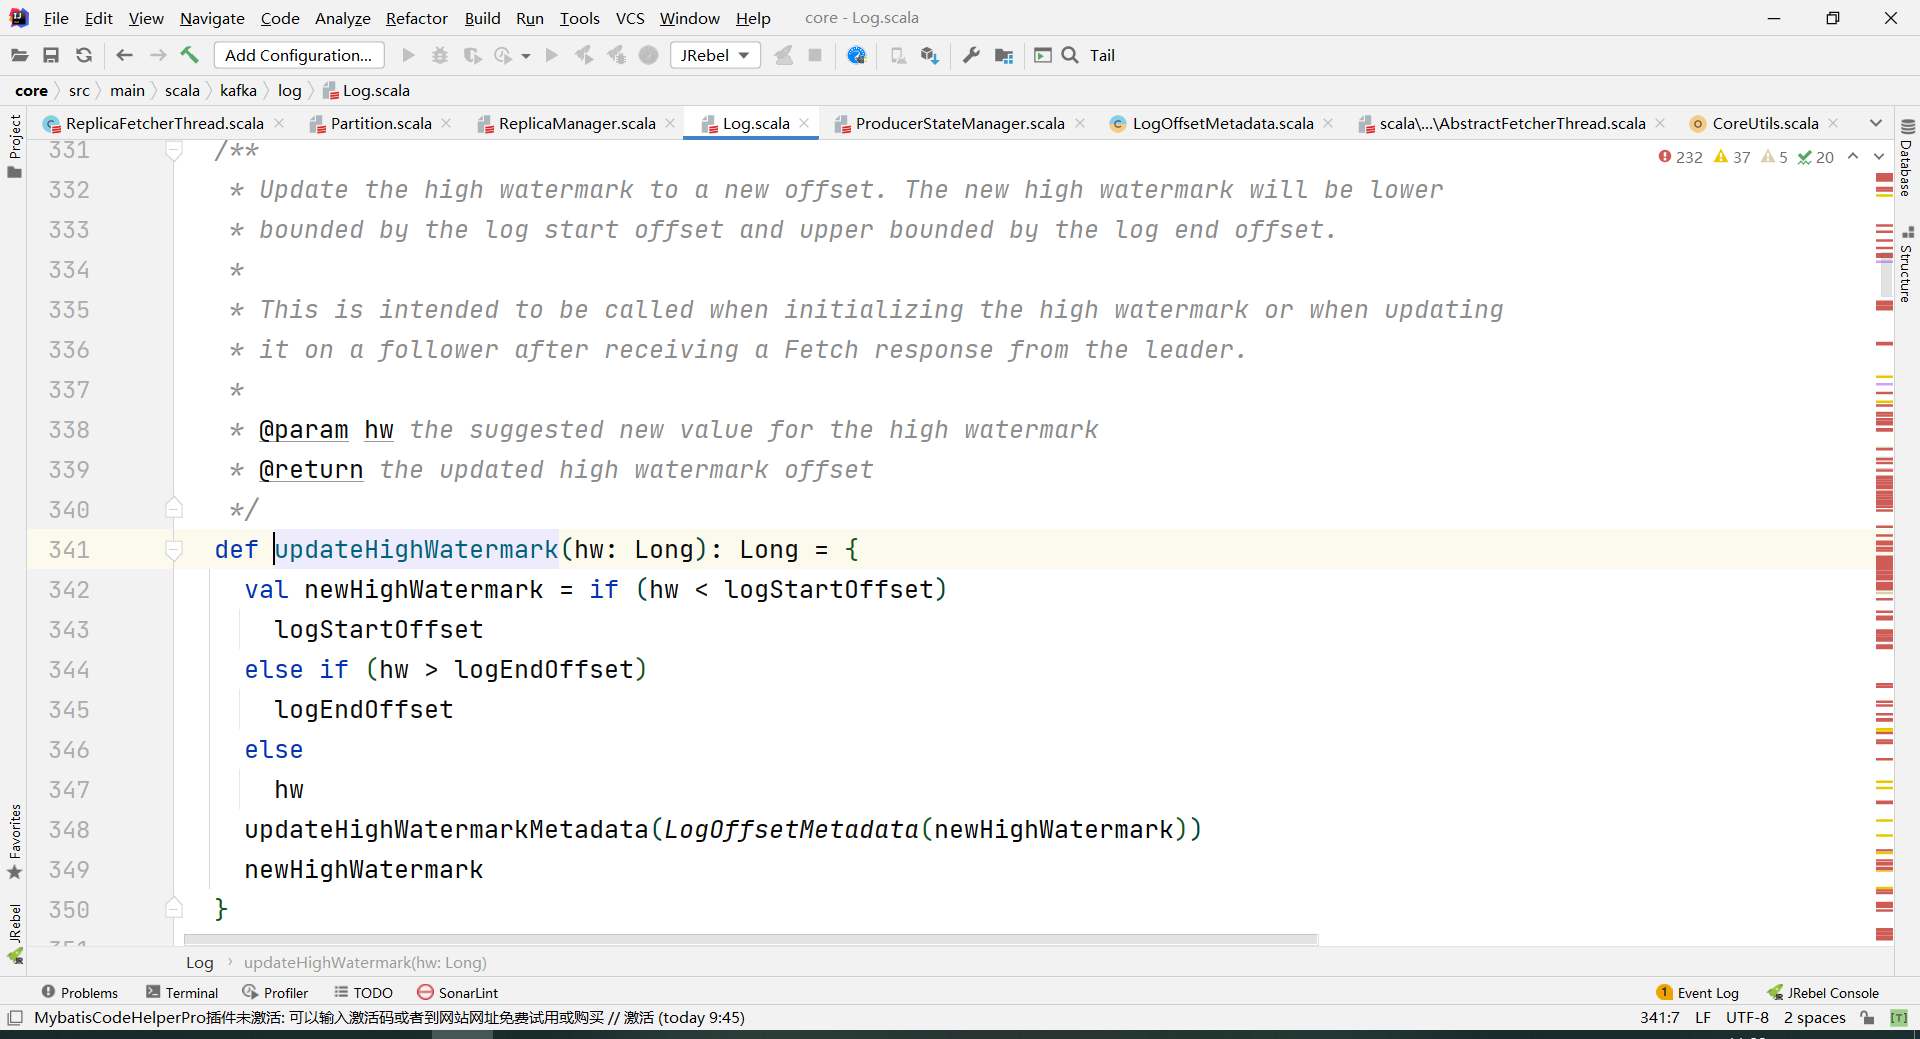 File Edit View Navigate Code Analyze Refactor Build Run Tools VCS Window Help core - Log.scala
Add Configuration... JRebel Tail
core src main scala kafka log Log.scala
ReplicaFetcherThread.scala Partition.scala ReplicaManager.scala Log.scala ProducerStateManager.scala LogOffsetMetadata.scala scala\...\AbstractFetcherThread.scala CoreUtils.scala
Project
Favorites
JRebel
Database
Structure
232 37 5 20
331 /**
332 * Update the high watermark to a new offset. The new high watermark will be lower
333 * bounded by the log start offset and upper bounded by the log end offset.
334 *
335 * This is intended to be called when initializing the high watermark or when updating
336 * it on a follower after receiving a Fetch response from the leader.
337 *
338 * @param hw the suggested new value for the high watermark
339 * @return the updated high watermark offset
340 */
341 def updateHighWatermark(hw: Long): Long = {
342 val newHighWatermark = if (hw < logStartOffset)
343 logStartOffset
344 else if (hw > logEndOffset)
345 logEndOffset
346 else
347 hw
348 updateHighWatermarkMetadata(LogOffsetMetadata(newHighWatermark))
349 newHighWatermark
350 }
Log › updateHighWatermark(hw: Long)
Problems Terminal Profiler TODO SonarLint 1 Event Log JRebel Console
MybatisCodeHelperPro插件未激活: 可以输入激活码或者到网站网址免费试用或购买 // 激活 (today 9:45) 341:7 LF UTF-8 2 spaces [T]